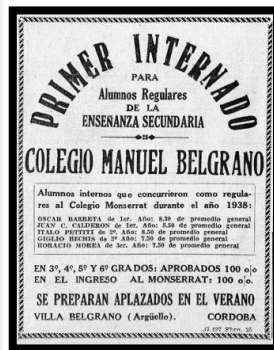 PRIMER INTERNADO
PARA
Alumnos Regulares
DE LA
ENSEÑANZA SECUNDARIA
COLEGIO MANUEL BELGRANO
Alumnos internos que concurrieron como regula-
res al Colegio Monserrat durante el año 1938:
OSCAR BARRETA de 1er. Año: 8.30 de promedio general
JUAN C. CALDERON de 1er. Año: 5.50 de promedio general
ITALO PETTITI de 2º. Año: 8.50 de promedio general
GIGLIO BECHIS de 2º Año: 7.50 de promedio general
HORACIO MOREA de 3er. Año: 7.50 de promedio general
EN 3º, 4º, 5º Y 6º GRADOS: APROBADOS 100 o/o
EN EL INGRESO AL MONSERRAT: 100 o/o.
SE PREPARAN APLAZADOS EN EL VERANO
VILLA BELGRANO (Argüello). CORDOBA